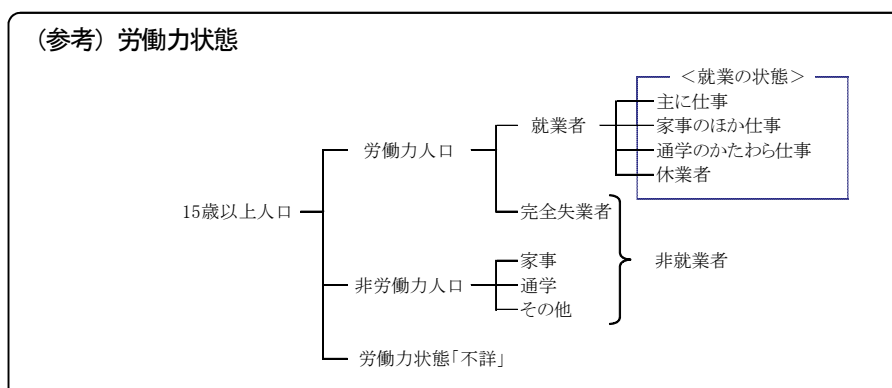 (参考) 労働力状態
＜就業の状態＞
主に仕事
就業者
家事のほか仕事
労働力人口
通学のかたわら仕事
休業者
15歳以上人口
完全失業者
家事
非就業者
非労働力人口
通学
その他
労働力状態「不詳」